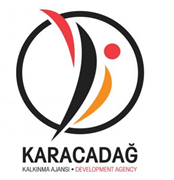 KARACADAĞ
KALKINMA AJANSI • DEVELOPMENT AGENCY